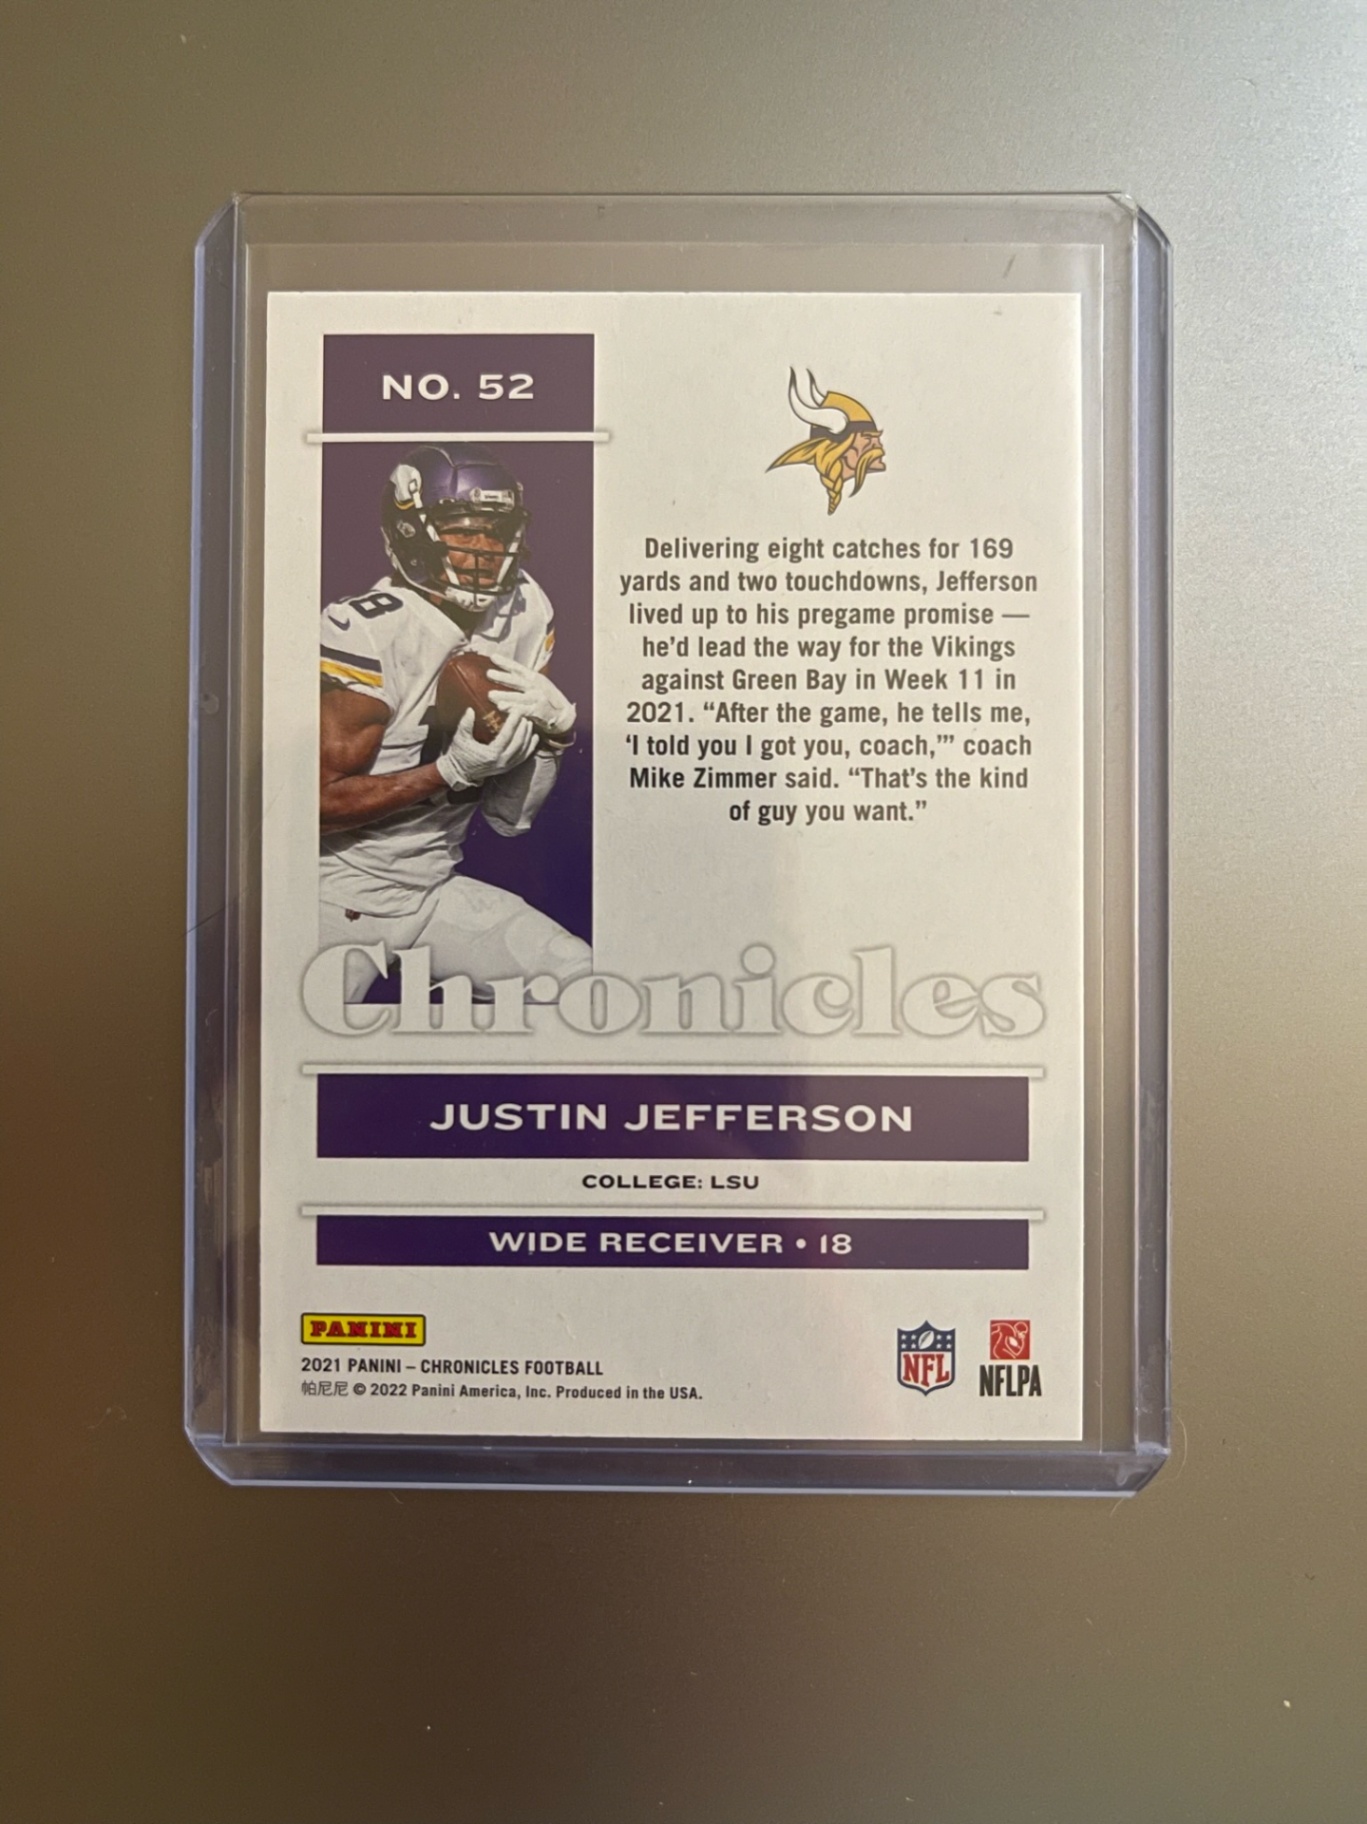 NO. 52
Delivering eight catches for 169
yards and two touchdowns, Jefferson
lived up to his pregame promise —
he'd lead the way for the Vikings
against Green Bay in Week 11 in
2021. “After the game, he tells me,
‘I told you I got you, coach,’” coach
Mike Zimmer said. “That's the kind
of guy you want.”
18
Chronicles
JUSTIN JEFFERSON
COLLEGE: LSU
WIDE RECEIVER • 18
PANINI
2021 PANINI – CHRONICLES FOOTBALL
帕尼尼 © 2022 Panini America, Inc. Produced in the USA.
NFL
NFLPA